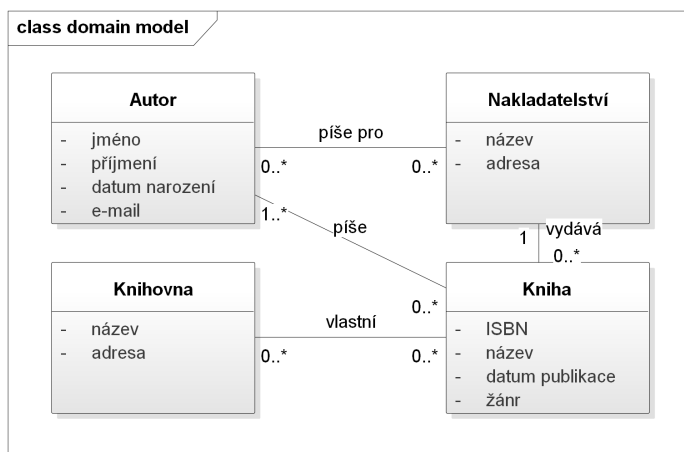 class domain model
Autor
- jméno
- příjmení
- datum narození
- e-mail
píše pro
0..*
0..*
Nakladatelství
- název
- adresa
1..*
píše
0..*
1
vydává
0..*
Knihovna
- název
- adresa
vlastní
0..*
0..*
Kniha
- ISBN
- název
- datum publikace
- žánr